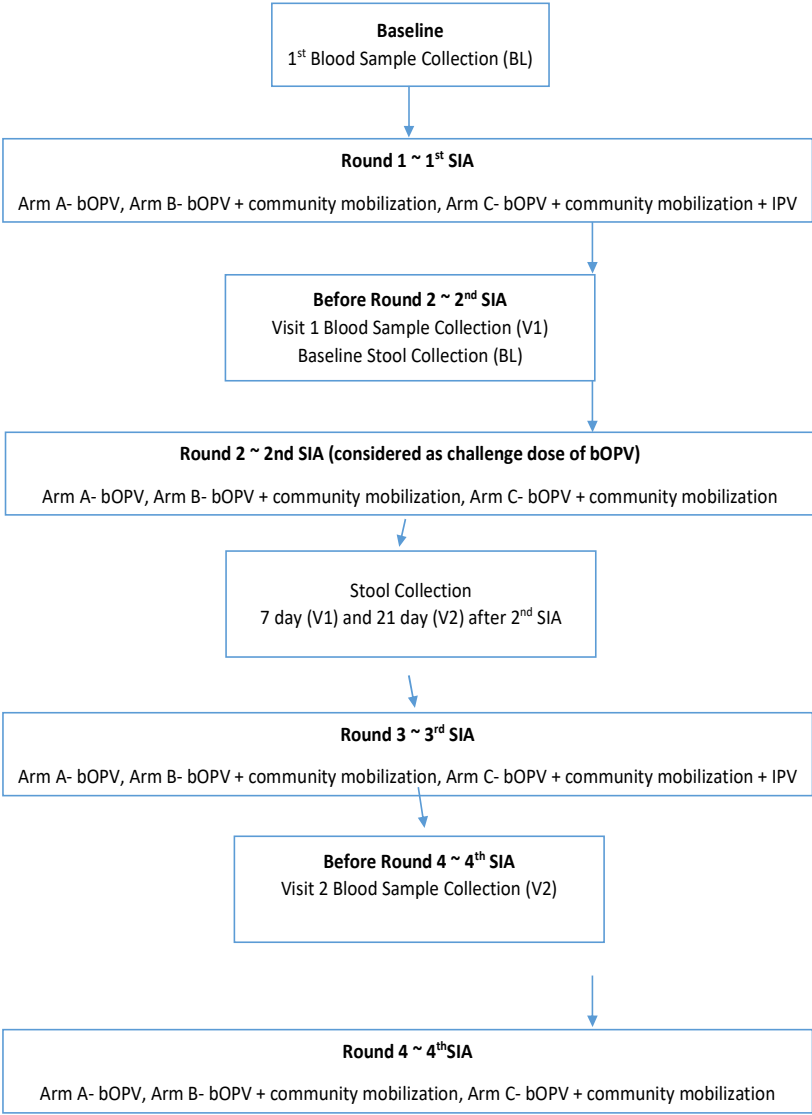 Baseline
1st Blood Sample Collection (BL)
Round 1 ~ 1st SIA
Arm A- bOPV, Arm B- bOPV + community mobilization, Arm C- bOPV + community mobilization + IPV
Before Round 2 ~ 2nd SIA
Visit 1 Blood Sample Collection (V1)
Baseline Stool Collection (BL)
Round 2 ~ 2nd SIA (considered as challenge dose of bOPV)
Arm A- bOPV, Arm B- bOPV + community mobilization, Arm C- bOPV + community mobilization
Stool Collection
7 day (V1) and 21 day (V2) after 2nd SIA
Round 3 ~ 3rd SIA
Arm A- bOPV, Arm B- bOPV + community mobilization, Arm C- bOPV + community mobilization + IPV
Before Round 4 ~ 4th SIA
Visit 2 Blood Sample Collection (V2)
Round 4 ~ 4thSIA
Arm A- bOPV, Arm B- bOPV + community mobilization, Arm C- bOPV + community mobilization